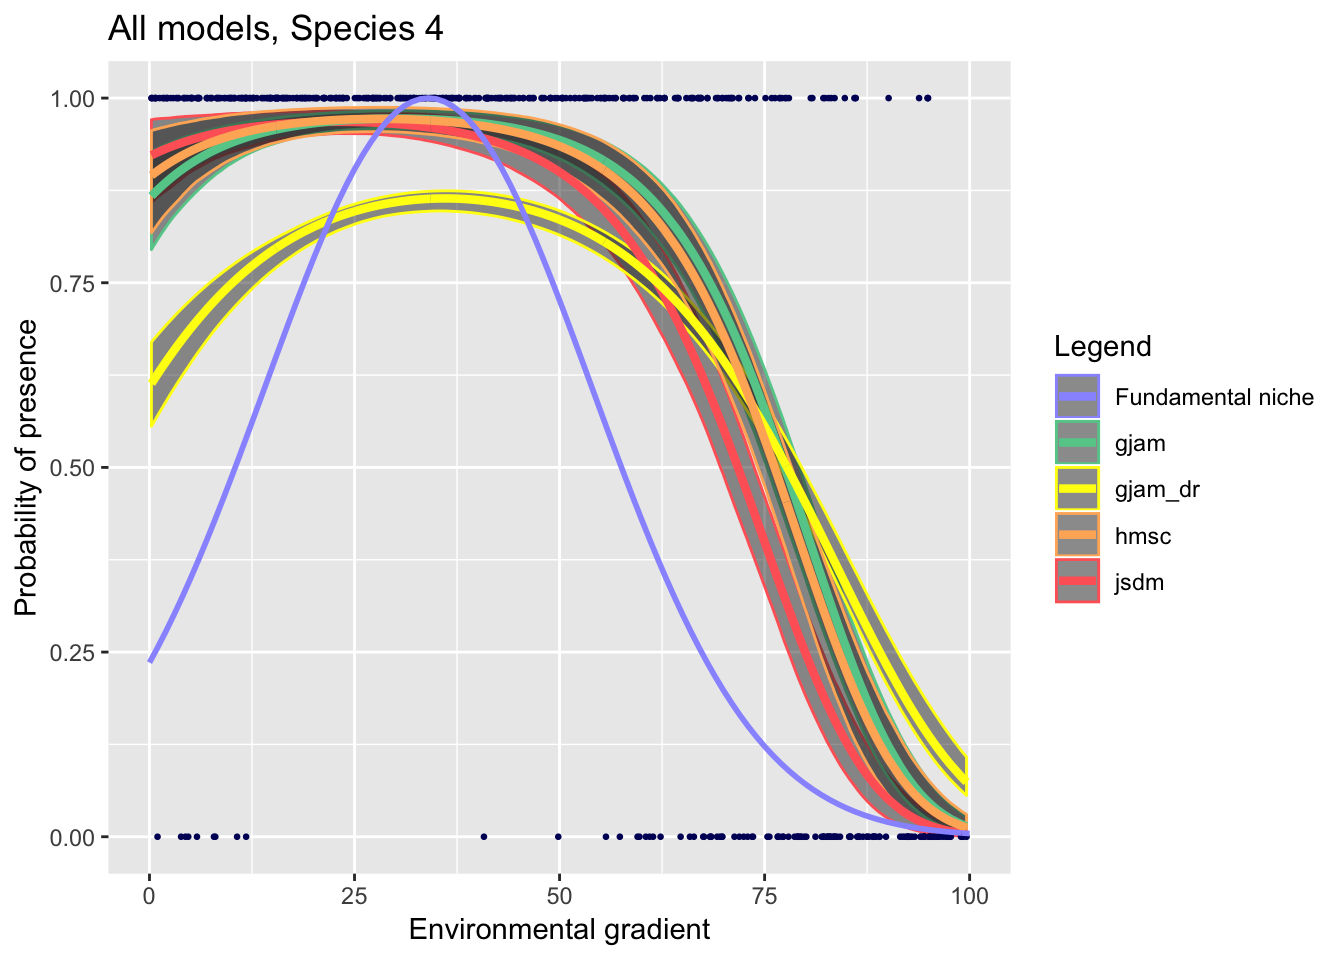 All models, Species 4
1.00
0.75
0.50
0.25
0.00
Probability of presence
0
25
50
75
100
Environmental gradient
Legend
Fundamental niche
gjam
gjam_dr
hmsc
jsdm